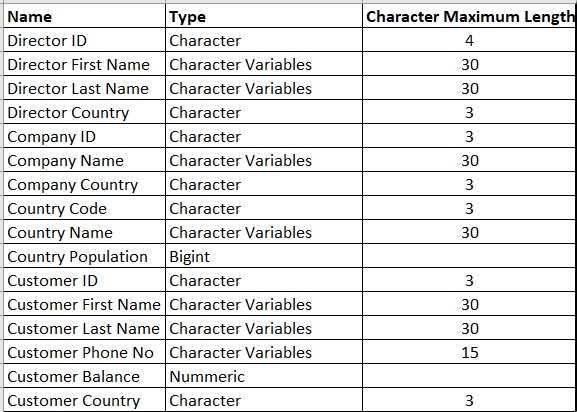 Name Type Character Maximum Length
Director ID Character 4
Director First Name Character Variables 30
Director Last Name Character Variables 30
Director Country Character 3
Company ID Character 3
Company Name Character Variables 30
Company Country Character 3
Country Code Character 3
Country Name Character Variables 30
Country Population Bigint
Customer ID Character 3
Customer First Name Character Variables 30
Customer Last Name Character Variables 30
Customer Phone No Character Variables 15
Customer Balance Nummeric
Customer Country Character 3